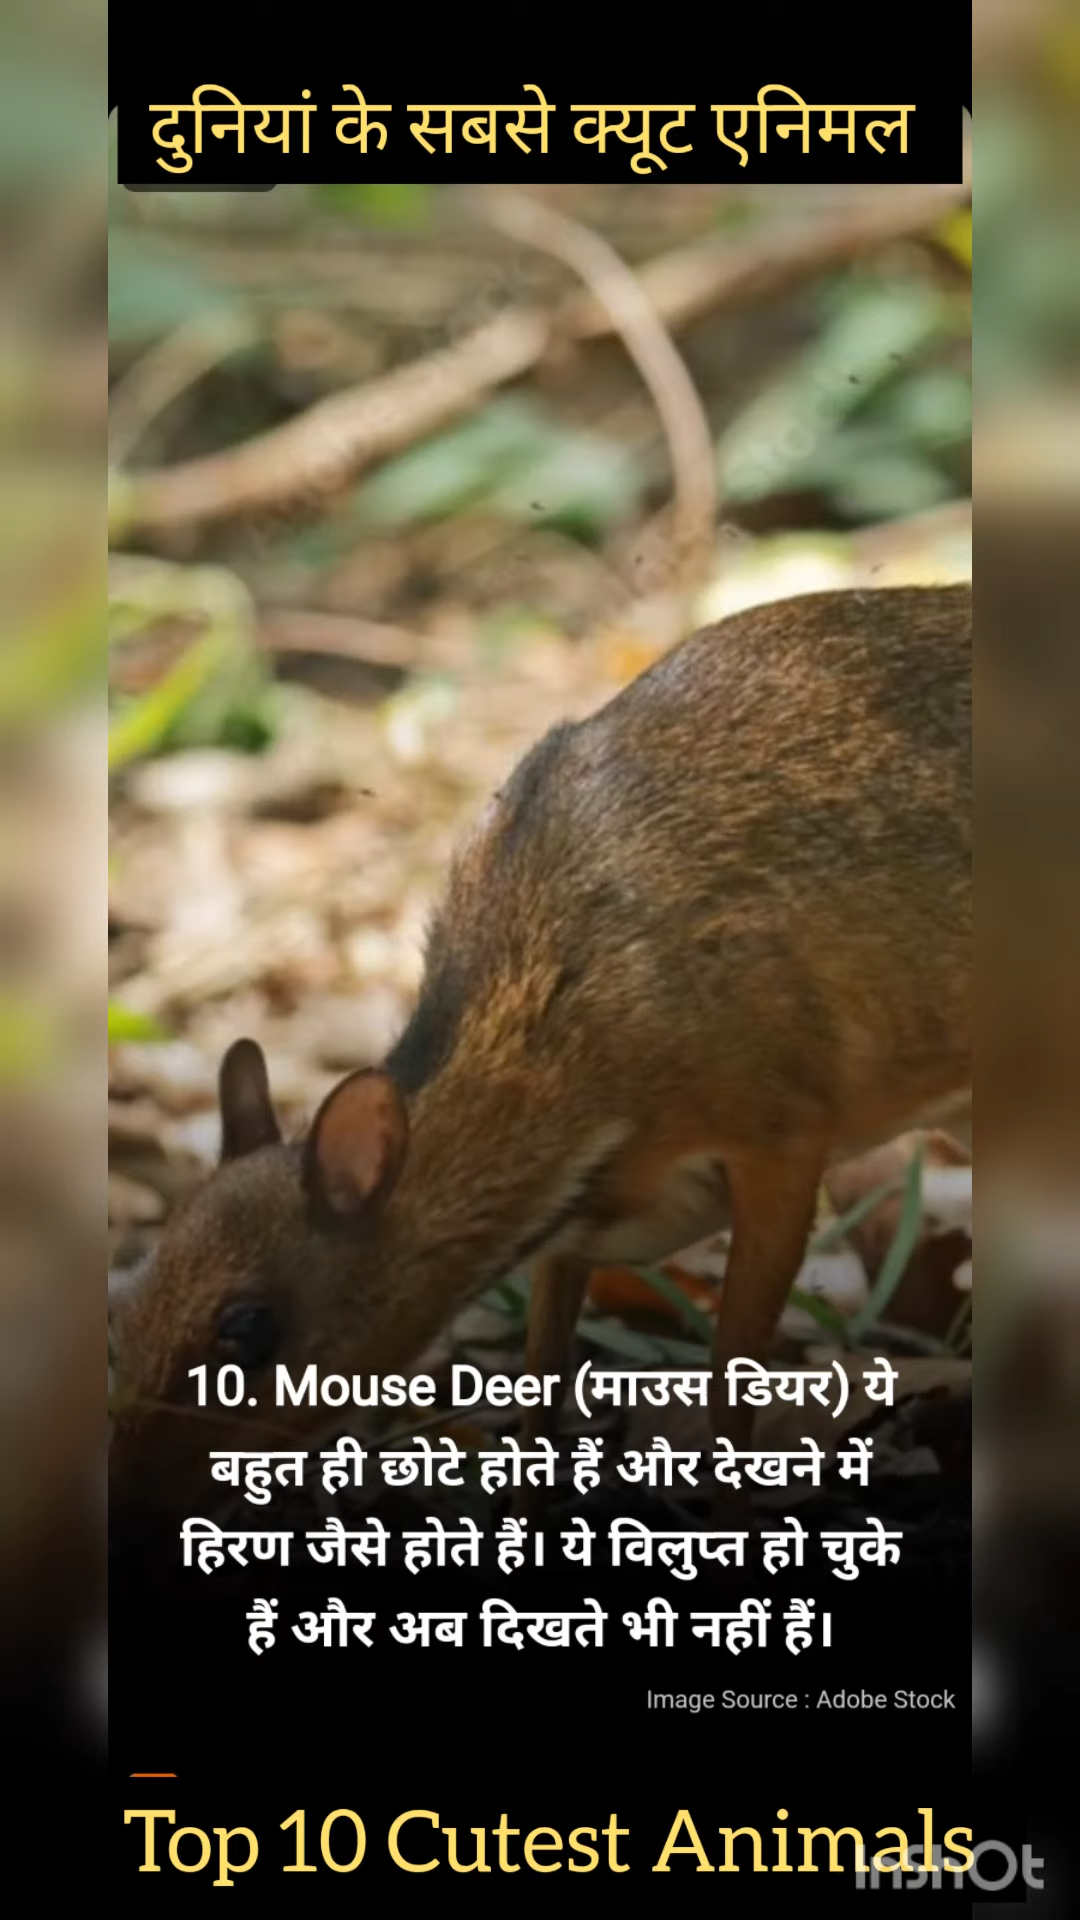 दुनियां के सबसे क्यूट एनिमल
10. Mouse Deer (माउस डियर) ये
बहुत ही छोटे होते हैं और देखने में
हिरण जैसे होते हैं। ये विलुप्त हो चुके
हैं और अब दिखते भी नहीं हैं।
Image Source : Adobe Stock
Top 10 Cutest Animals
InShOt